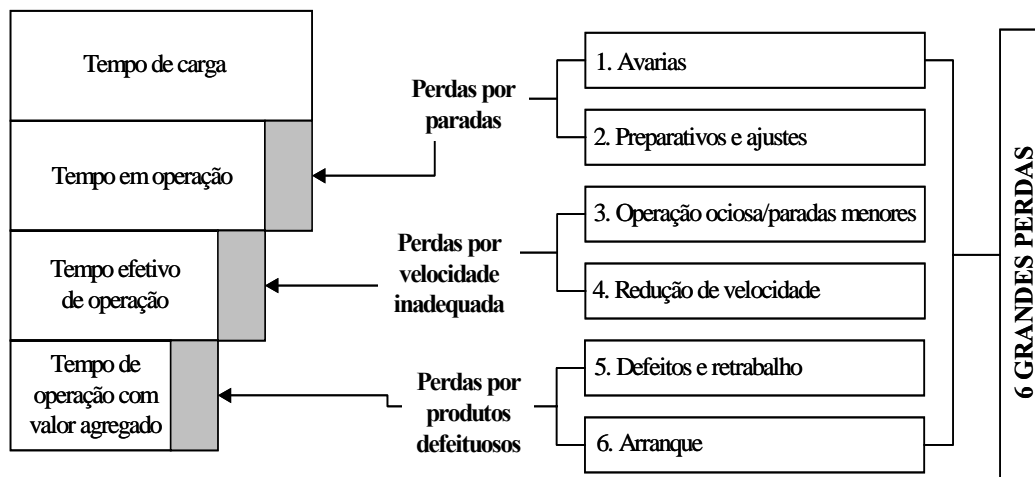 Tempo de carga
Tempo em operação
Tempo efetivo
de operação
Tempo de
operação com
valor agregado
Perdas por
paradas
Perdas por
velocidade
inadequada
Perdas por
produtos
defeituosos
1. Avarias
2. Preparativos e ajustes
3. Operação ociosa/paradas menores
4. Redução de velocidade
5. Defeitos e retrabalho
6. Arranque
6 GRANDES PERDAS